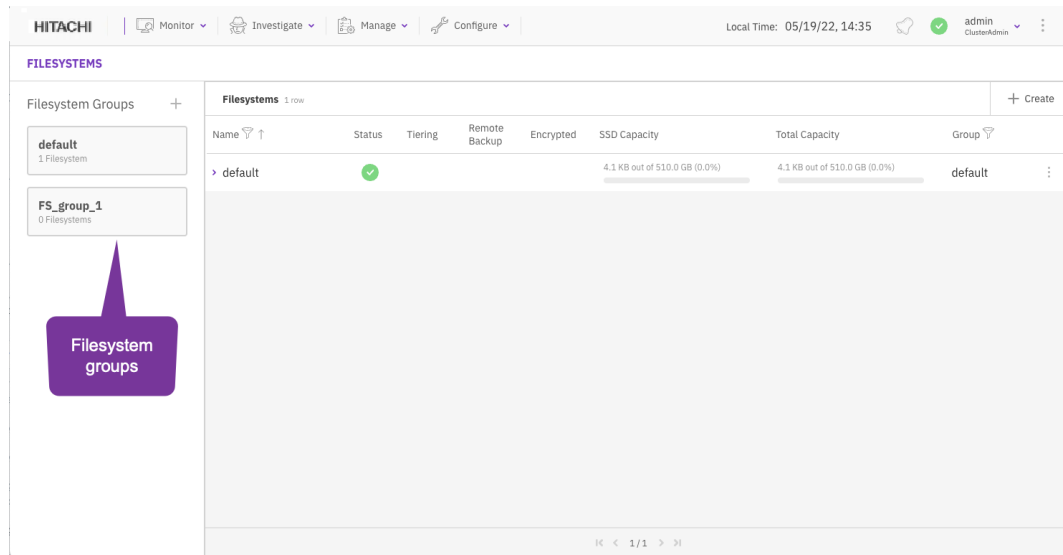 HITACHI
Monitor
Investigate
Manage
Configure
Local Time: 05/19/22, 14:35
admin
ClusterAdmin
FILESYSTEMS
Filesystem Groups +
default
1 Filesystem
FS_group_1
0 Filesystems
Filesystem
groups
Filesystems 1 row
+ Create
Name ↑ Status Tiering Remote Backup Encrypted SSD Capacity Total Capacity Group
> default 4.1 KB out of 510.0 GB (0.0%) 4.1 KB out of 510.0 GB (0.0%) default
1/1